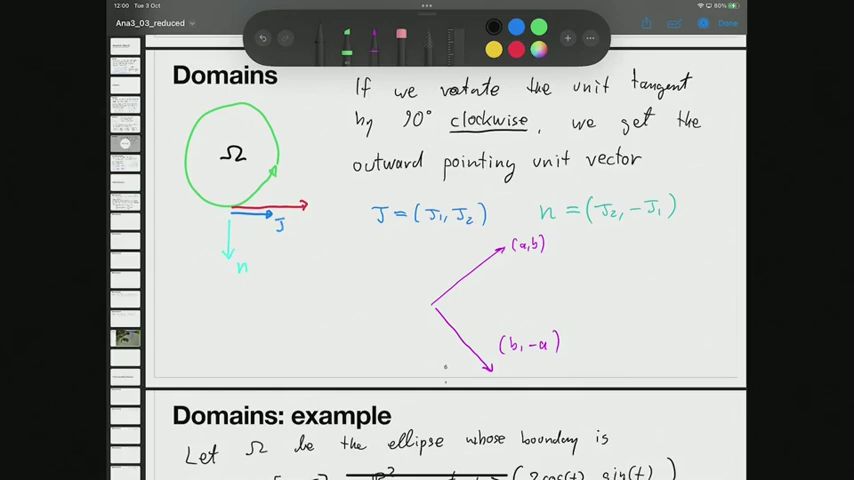 12:00 Tue 3 Oct
80%
Ana3_03_reduced
Done
Domains
If we rotate the unit tangent
by 90° clockwise, we get the
outward pointing unit vector
Ω
J
n
J = (J1, J2)
n = (J2, -J1)
(a,b)
(b, -a)
6
Domains: example
Let Ω be the ellipse whose boundary is
(2cos(t), sin(t))